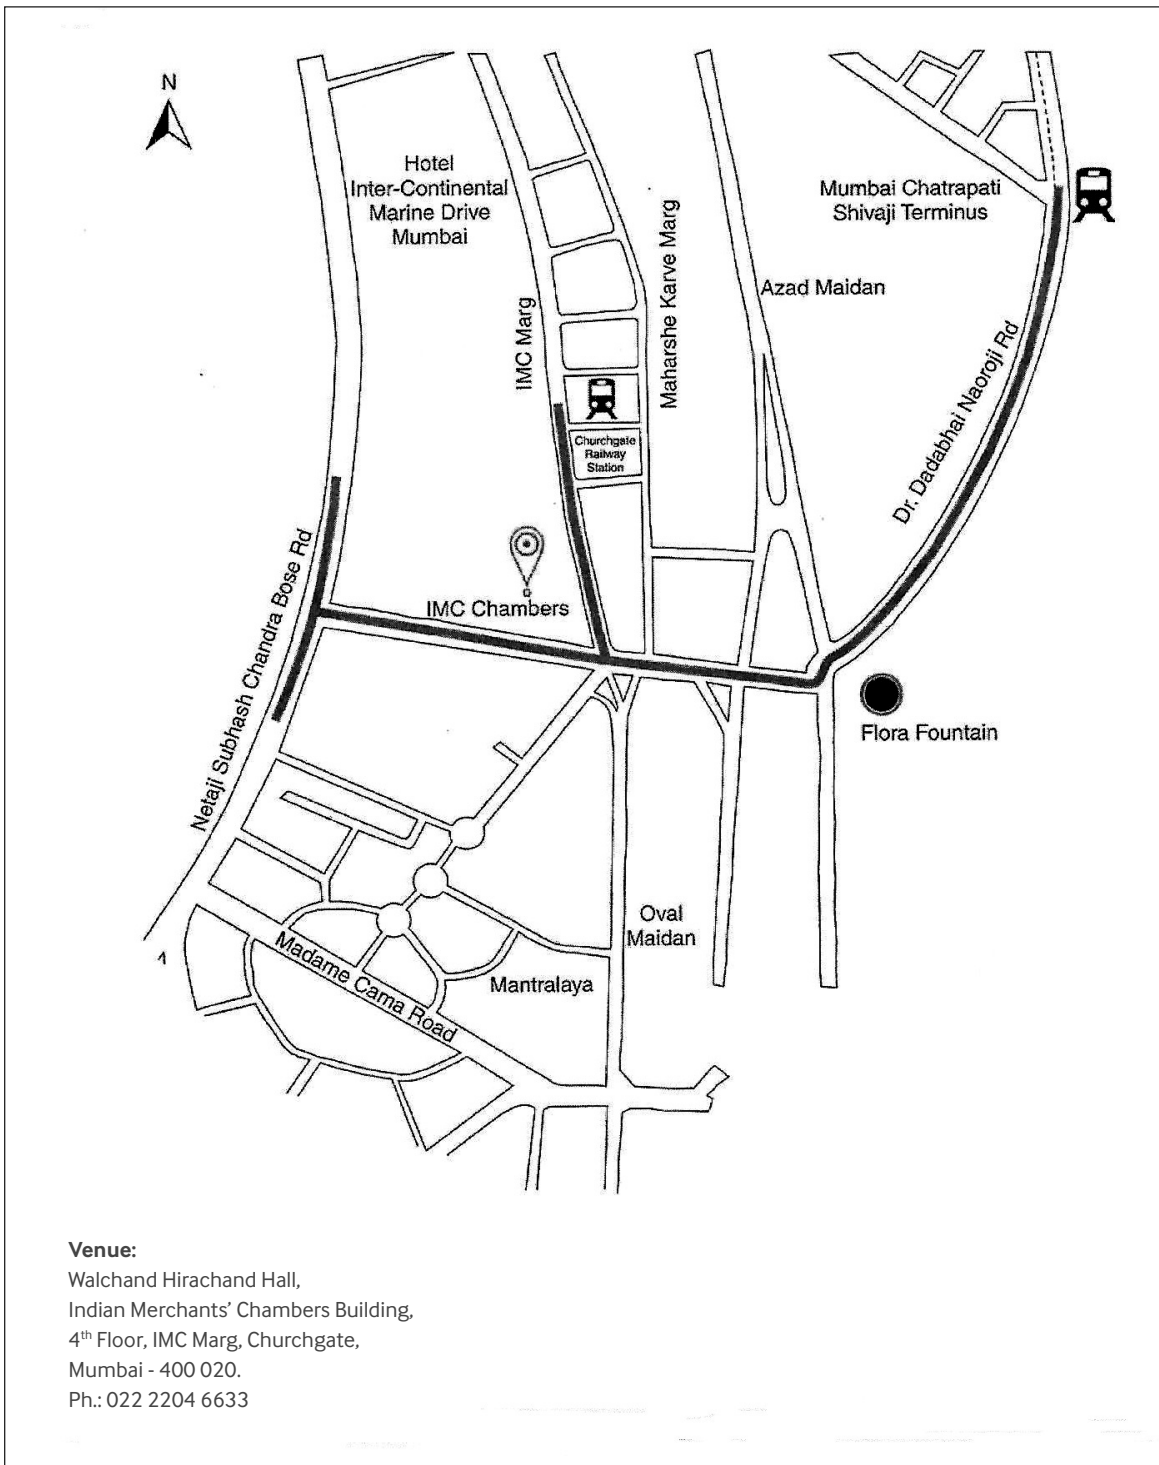 N
Hotel
Inter-Continental
Marine Drive
Mumbai
Mumbai Chatrapati
Shivaji Terminus
IMC Marg
Maharshe Karve Marg
Azad Maidan
Dr. Dadabhai Naoroji Rd
Churchgate
Railway
Station
Netaji Subhash Chandra Bose Rd
IMC Chambers
Flora Fountain
Oval
Maidan
Madame Cama Road
Mantralaya
Venue:
Walchand Hirachand Hall,
Indian Merchants’ Chambers Building,
4th Floor, IMC Marg, Churchgate,
Mumbai - 400 020.
Ph.: 022 2204 6633